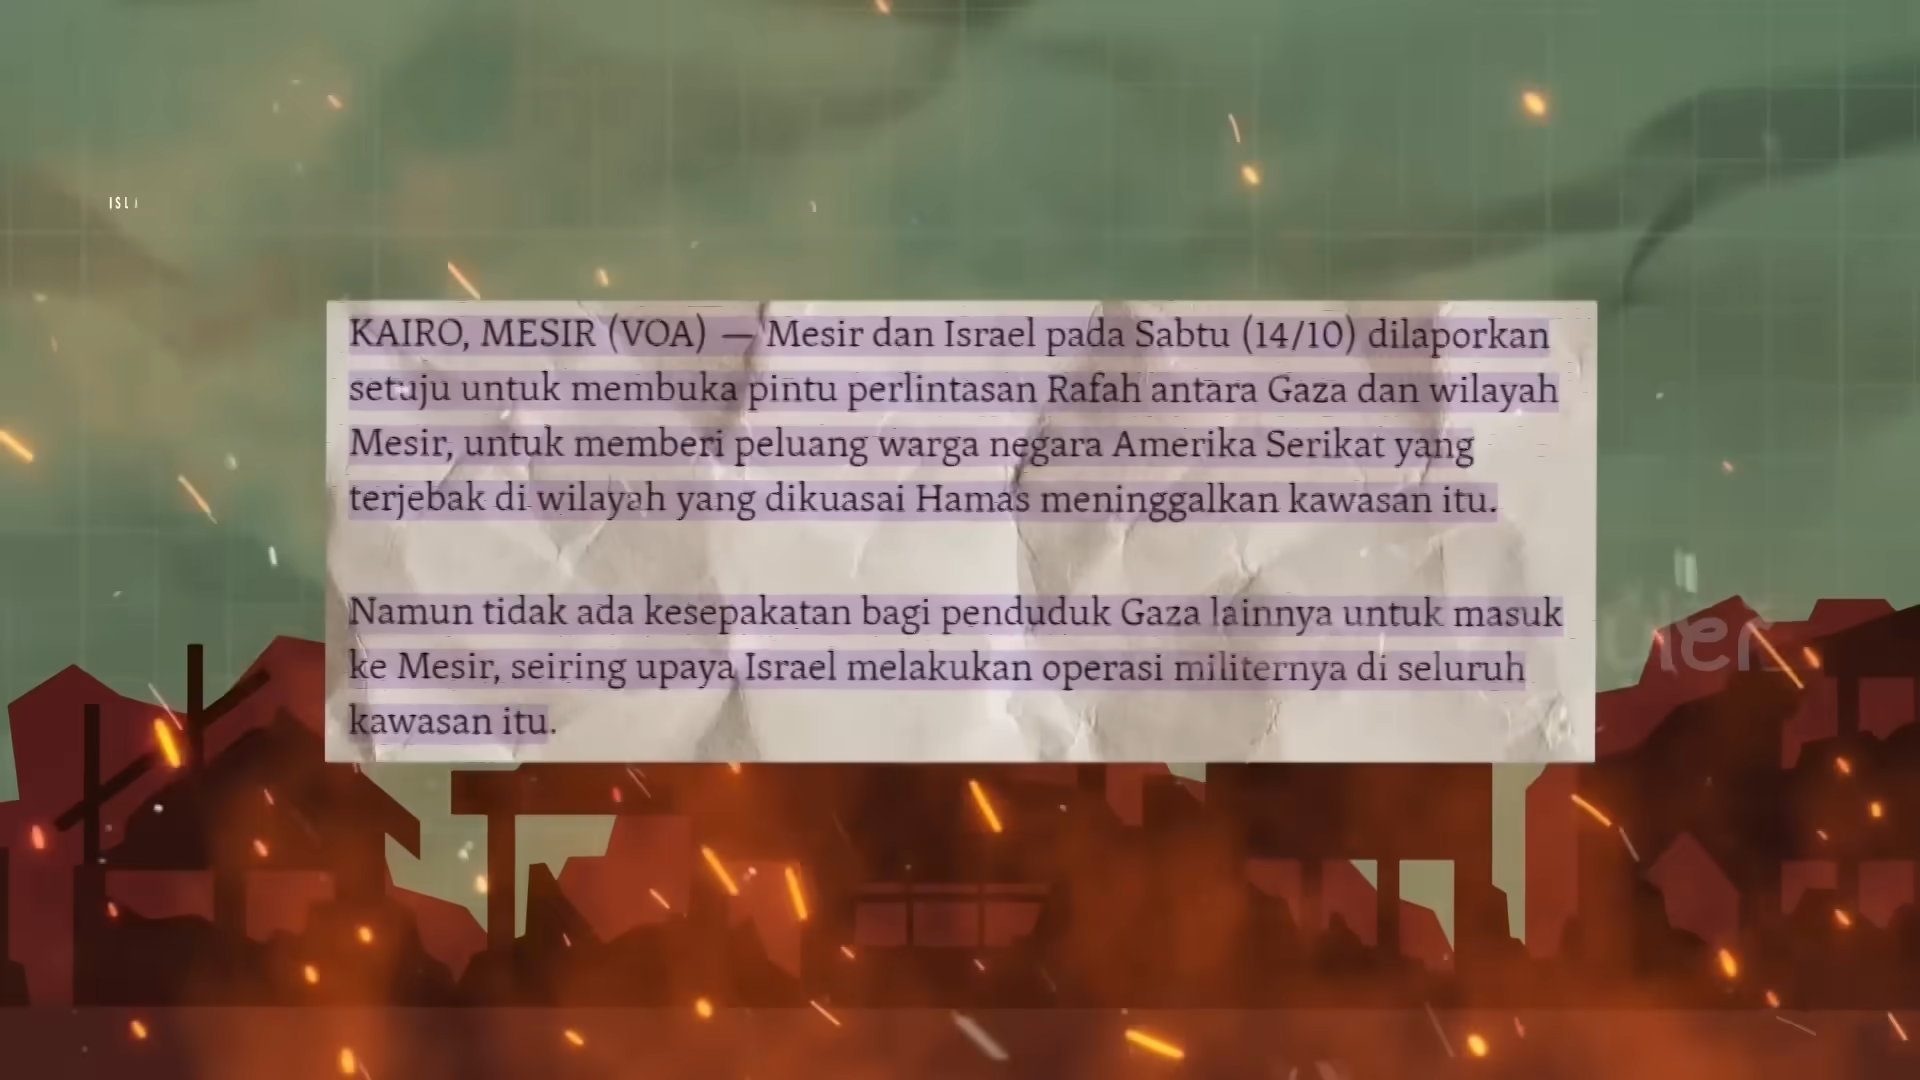 KAIRO, MESIR (VOA) — Mesir dan Israel pada Sabtu (14/10) dilaporkan
setuju untuk membuka pintu perlintasan Rafah antara Gaza dan wilayah
Mesir, untuk memberi peluang warga negara Amerika Serikat yang
terjebak di wilayah yang dikuasai Hamas meninggalkan kawasan itu.
Namun tidak ada kesepakatan bagi penduduk Gaza lainnya untuk masuk
ke Mesir, seiring upaya Israel melakukan operasi militernya di seluruh
kawasan itu.